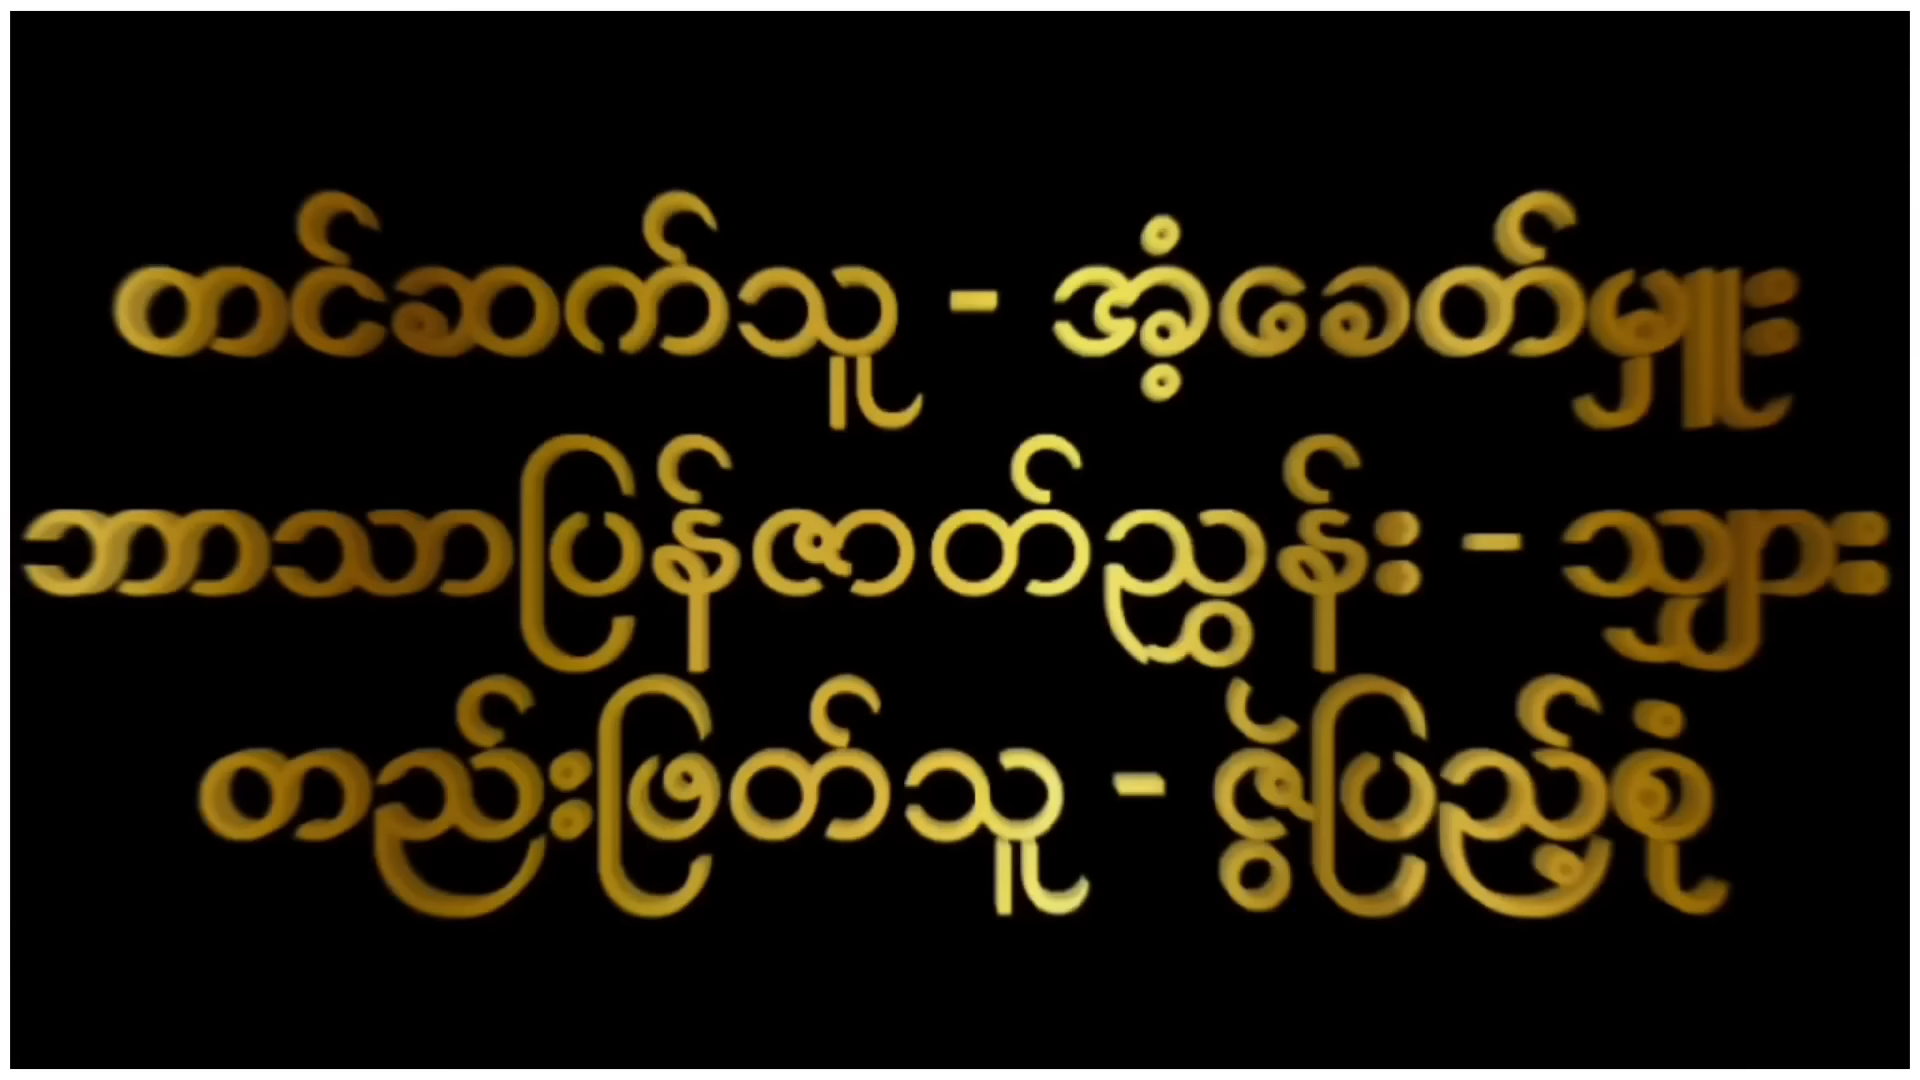 တင်ဆက်သူ - အံ့ခေတ်မှူး
ဘာသာပြန်ဇာတ်ညွှန်း - သျှား
တည်းဖြတ်သူ - ဇွဲပြည့်စုံ